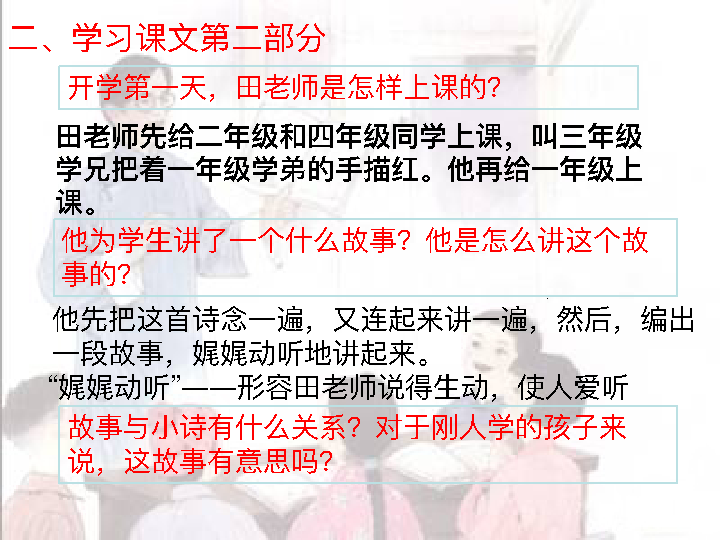 二、学习课文第二部分
开学第一天，田老师是怎样上课的？
田老师先给二年级和四年级同学上课，叫三年级
学兄把着一年级学弟的手描红。他再给一年级上
课。
他为学生讲了一个什么故事？他是怎么讲这个故
事的？
他先把这首诗念一遍，又连起来讲一遍，然后，编出
一段故事，娓娓动听地讲起来。
“娓娓动听”——形容田老师说得生动，使人爱听
故事与小诗有什么关系？对于刚人学的孩子来
说，这故事有意思吗？